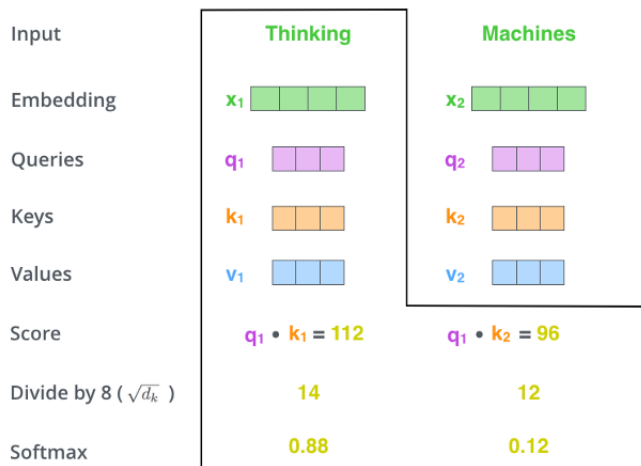 Input Thinking Machines
Embedding x₁ x₂
Queries q₁ q₂
Keys k₁ k₂
Values v₁ v₂
Score q₁ • k₁ = 112 q₁ • k₂ = 96
Divide by 8 ( √dₖ ) 14 12
Softmax 0.88 0.12